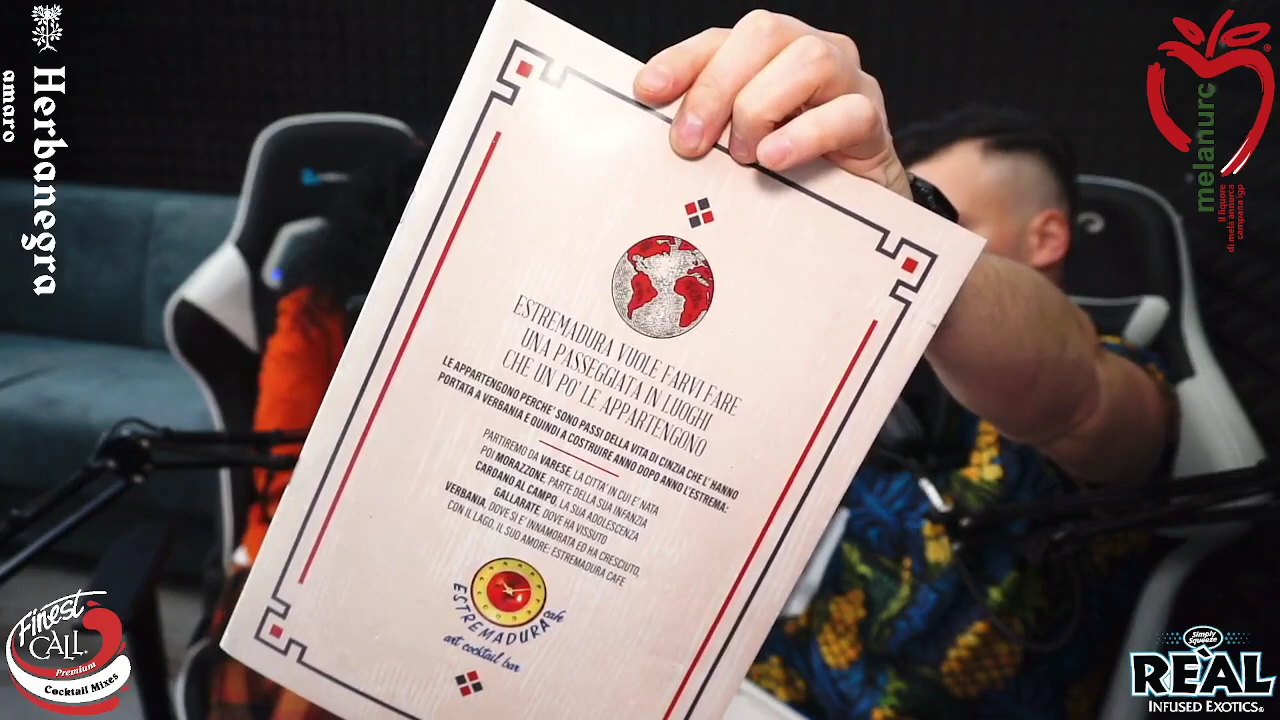 Herbanegra
amaro
melanurc
il liquore
di mela annurca
campana igp
ESTREMADURA VUOLE FARVI FARE
UNA PASSEGGIATA IN LUOGHI
CHE UN PO' LE APPARTENGONO
LE APPARTENGONO PERCHE' SONO PASSI DELLA VITA DI CINZIA CHE L' HANNO
PORTATA A VERBANIA E QUINDI A COSTRUIRE ANNO DOPO ANNO L'ESTREMA:
PARTIREMO DA VARESE, LA CITTA' IN CUI E' NATA
POI MORAZZONE, PARTE DELLA SUA INFANZIA
CARDANO AL CAMPO, LA SUA ADOLESCENZA
GALLARATE, DOVE HA VISSUTO
VERBANIA, DOVE SI E' INNAMORATA ED HA CRESCIUTO,
CON IL LAGO, IL SUO AMORE: ESTREMADURA CAFE
ESTREMADURA cafe
art cocktail bar
Finest
CALL®
Premium
Cocktail Mixes
Simply
Squeeze
REÀL
INFUSED EXOTICS®